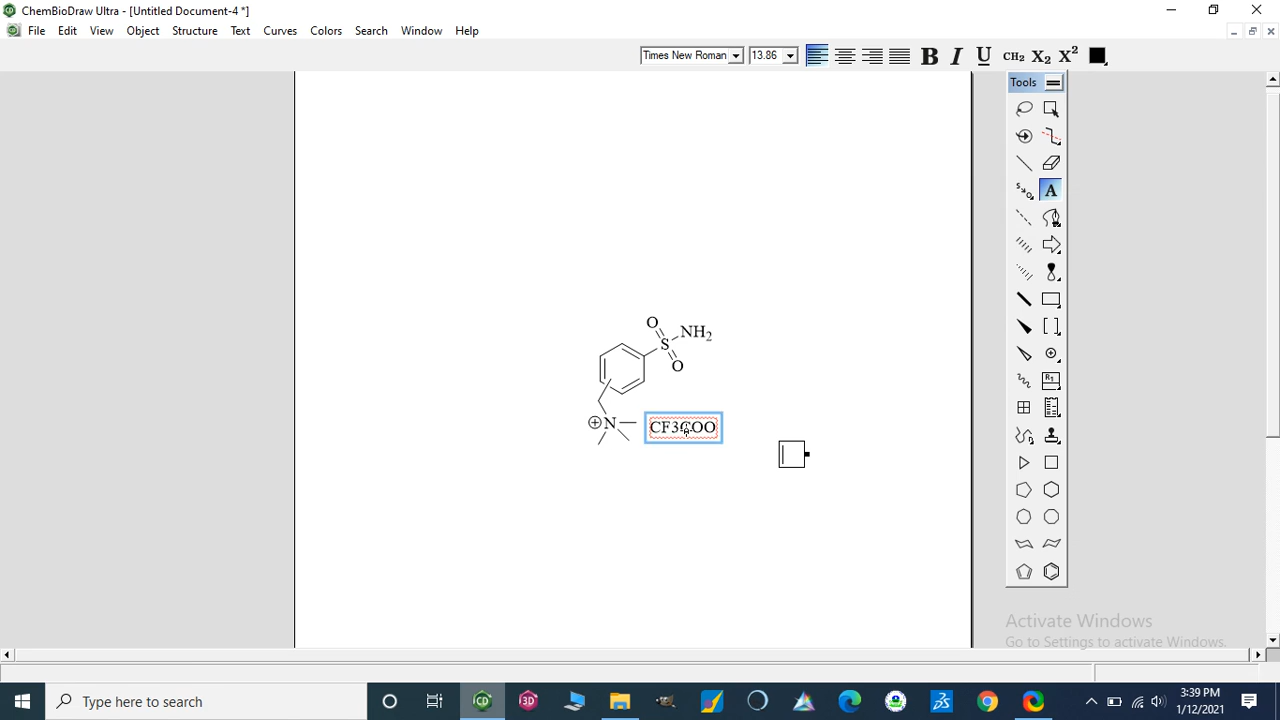 ChemBioDraw Ultra - [Untitled Document-4 *]
File Edit View Object Structure Text Curves Colors Search Window Help
Times New Roman 13.86 B I U CH2 X2 X2
Tools
A
R1
O
S NH2
O
N CF3COO
Activate Windows
Go to Settings to activate Windows.
Type here to search
3:39 PM
1/12/2021